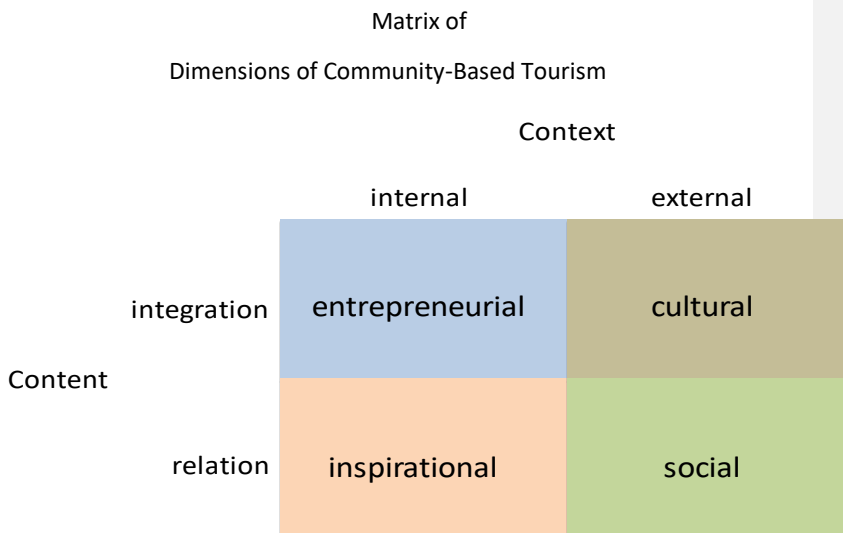 Matrix of
Dimensions of Community-Based Tourism
Context
internal external
integration entrepreneurial cultural
Content
relation inspirational social